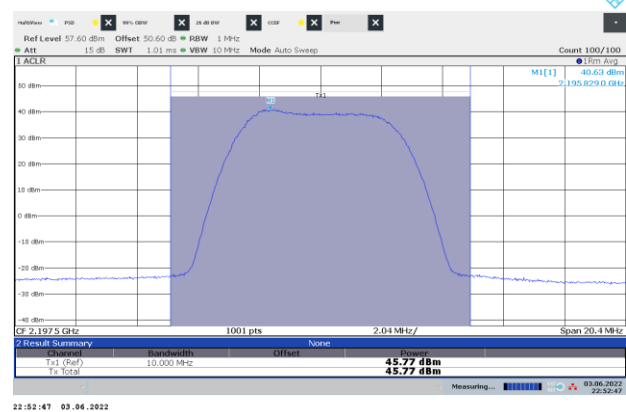 MultiView PSD 99% OBW 26 dB BW CCDF Pwr
Ref Level 57.60 dBm Offset 50.60 dB RBW 1 MHz
Att 15 dB SWT 1.01 ms VBW 10 MHz Mode Auto Sweep Count 100/100
1 ACLR 1Rm Avg
M1[1] 40.63 dBm
2.1958290 GHz
50 dBm
Tx1
M1
40 dBm
30 dBm
20 dBm
10 dBm
0 dBm
-10 dBm
-20 dBm
-30 dBm
-40 dBm
CF 2.1975 GHz 1001 pts 2.04 MHz/ Span 20.4 MHz
2 Result Summary None
Channel Bandwidth Offset Power
Tx1 (Ref) 10.000 MHz 45.77 dBm
Tx Total 45.77 dBm
Measuring... 03.06.2022
22:52:47
22:52:47 03.06.2022